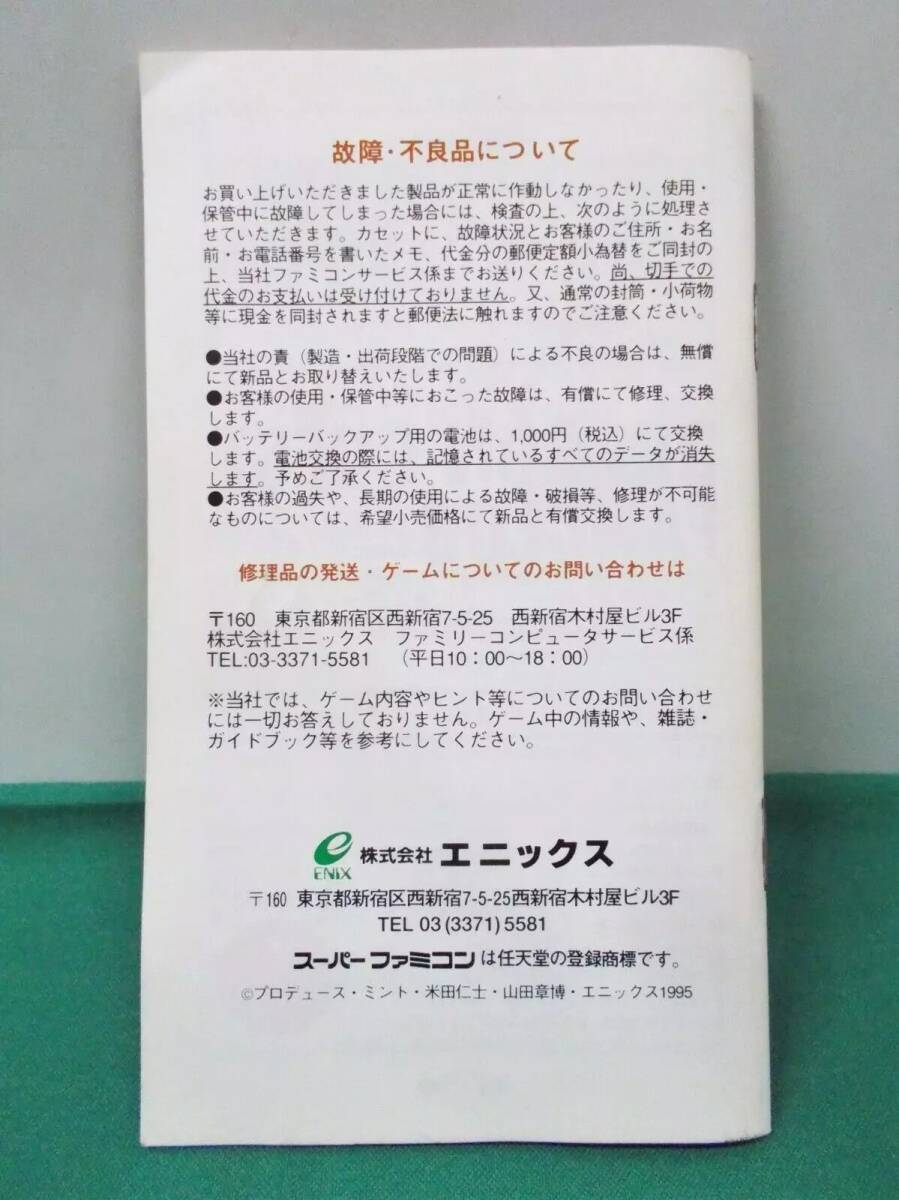 故障・不良品について
お買い上げいただきました製品が正常に作動しなかったり、使用・
保管中に故障してしまった場合には、検査の上、次のように処理さ
せていただきます。カセットに、故障状況とお客様のご住所・お名
前・お電話番号を書いたメモ、代金分の郵便定額小為替をご同封の
上、当社ファミコンサービス係までお送りください。尚、切手での
代金のお支払いは受け付けておりません。又、通常の封筒・小荷物
等に現金を同封されますと郵便法に触れますのでご注意ください。
●当社の責（製造・出荷段階での問題）による不良の場合は、無償
にて新品とお取り替えいたします。
●お客様の使用・保管中等におこった故障は、有償にて修理、交換
します。
●バッテリーバックアップ用の電池は、1,000円（税込）にて交換
します。電池交換の際には、記憶されているすべてのデータが消失
します。予めご了承ください。
●お客様の過失や、長期の使用による故障・破損等、修理が不可能
なものについては、希望小売価格にて新品と有償交換します。
修理品の発送・ゲームについてのお問い合わせは
〒160　東京都新宿区西新宿7-5-25　西新宿木村屋ビル3F
株式会社エニックス　ファミリーコンピュータサービス係
TEL:03-3371-5581　（平日10：00〜18：00）
※当社では、ゲーム内容やヒント等についてのお問い合わせ
には一切お答えしておりません。ゲーム中の情報や、雑誌・
ガイドブック等を参考にしてください。
e ENIX 株式会社 エニックス
〒160 東京都新宿区西新宿7-5-25西新宿木村屋ビル3F
TEL 03 (3371) 5581
スーパーファミコンは任天堂の登録商標です。
©プロデュース・ミント・米田仁士・山田章博・エニックス1995